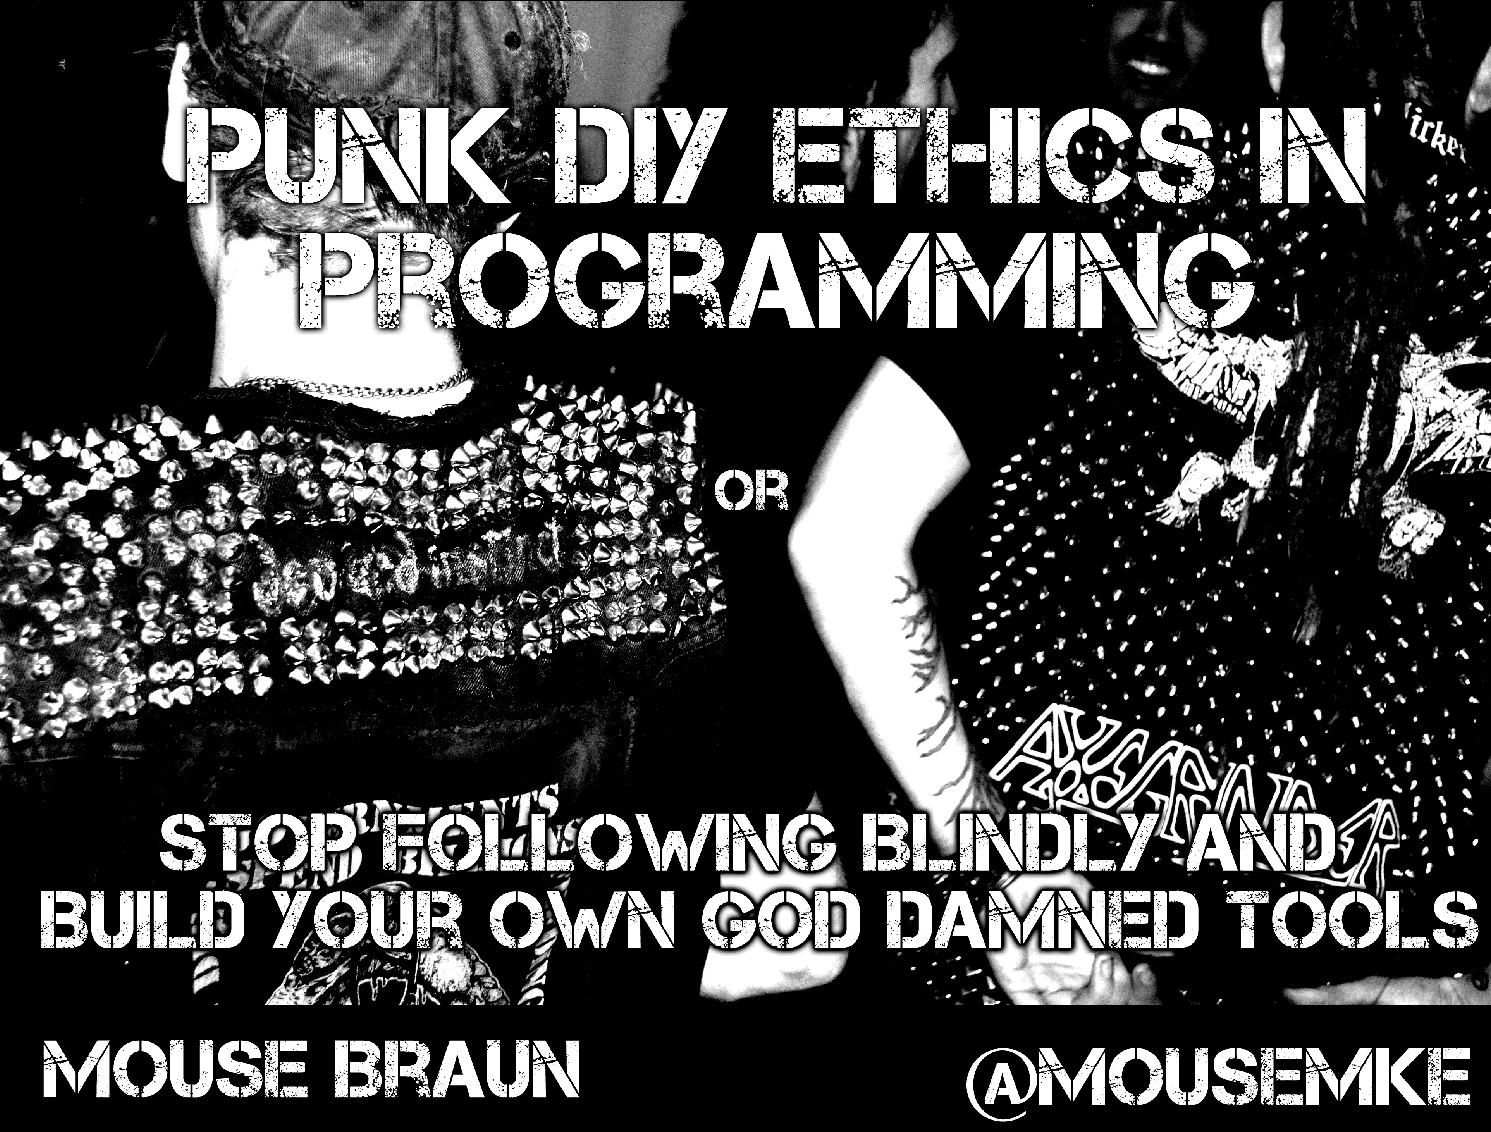 PUNK DIY ETHICS IN
PROGRAMMING
OR
STOP FOLLOWING BLINDLY AND
BUILD YOUR OWN GOD DAMNED TOOLS
MOUSE BRAUN
@MOUSEMKE